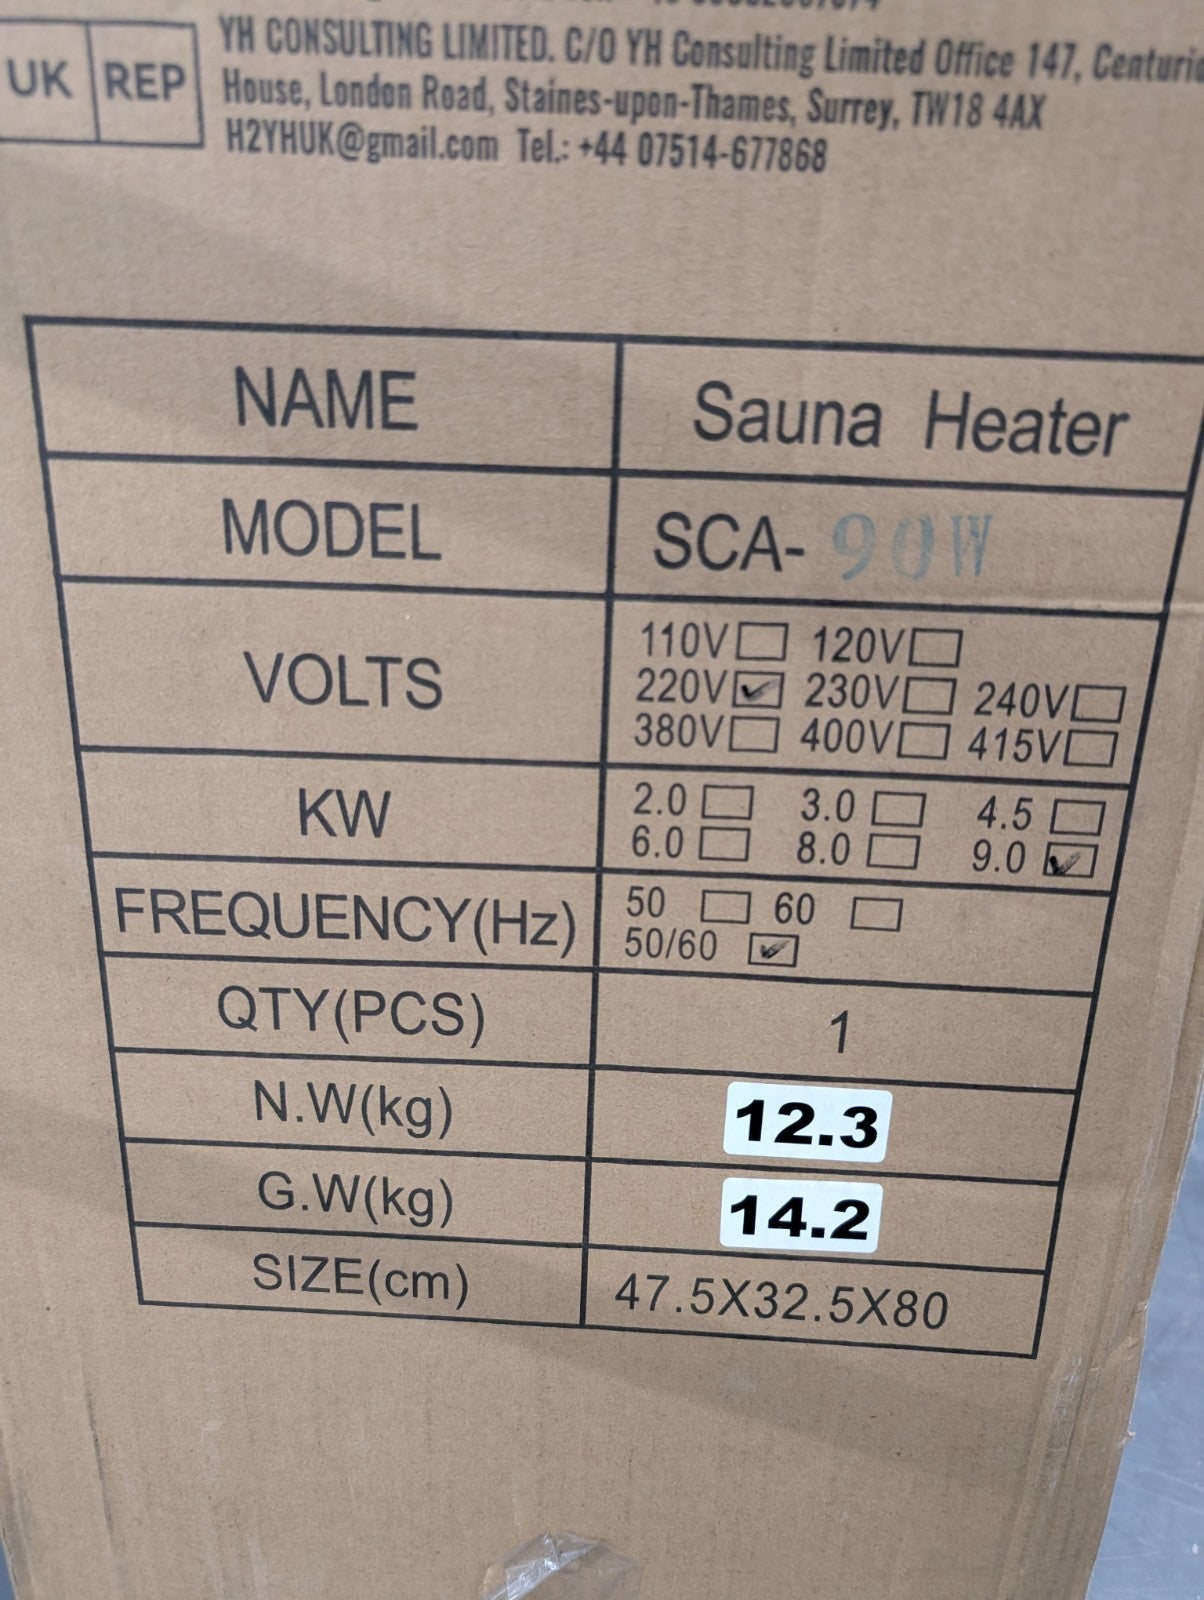 YH CONSULTING LIMITED. C/O YH Consulting Limited Office 147,
House, London Road, Staines-upon-Thames, Surrey, TW18 4AX
H2YHUK@gmail.com Tel.: +44 07514-677868
UK REP
NAME Sauna Heater
MODEL SCA-90W
VOLTS
110V 120V
220V ✓ 230V 240V
380V 400V 415V
KW
2.0 3.0 4.5
6.0 8.0 9.0 ✓
FREQUENCY(Hz)
50 60
50/60 ✓
QTY(PCS) 1
N.W(kg) 12.3
G.W(kg) 14.2
SIZE(cm) 47.5X32.5X80